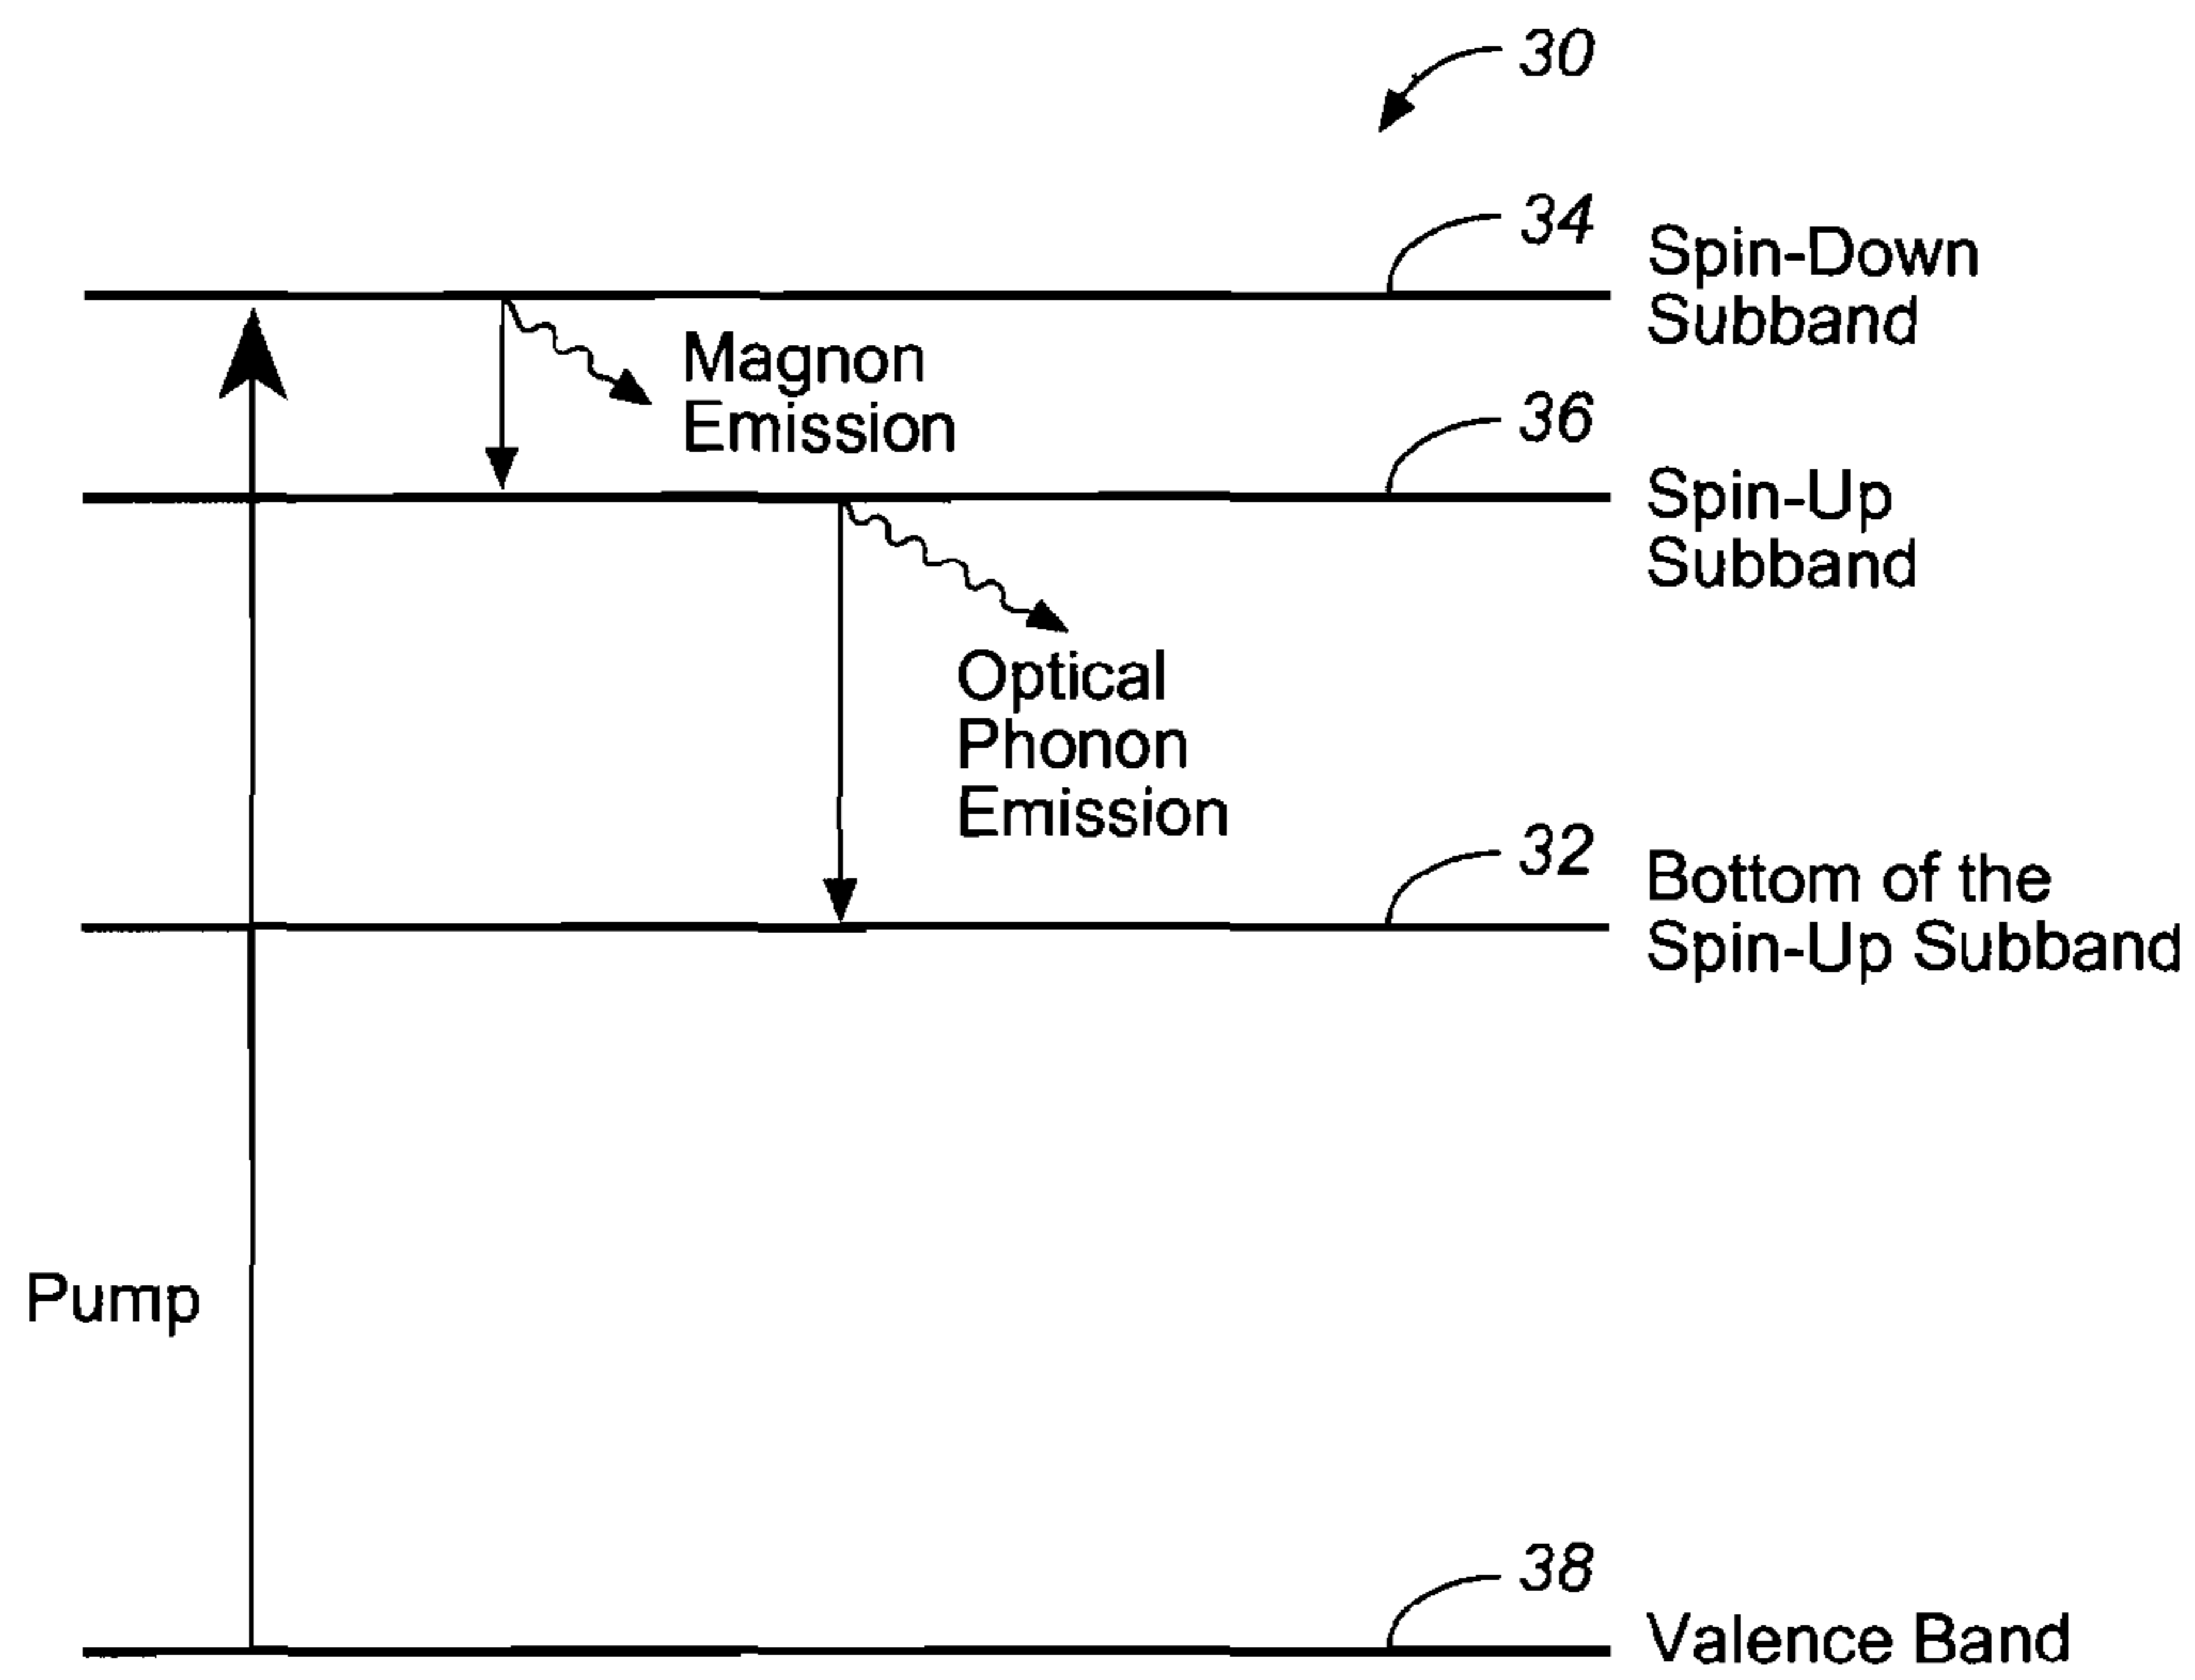 30
34
Spin-Down
Subband
Magnon
Emission
36
Spin-Up
Subband
Optical
Phonon
Emission
32
Bottom of the
Spin-Up Subband
Pump
38
Valence Band